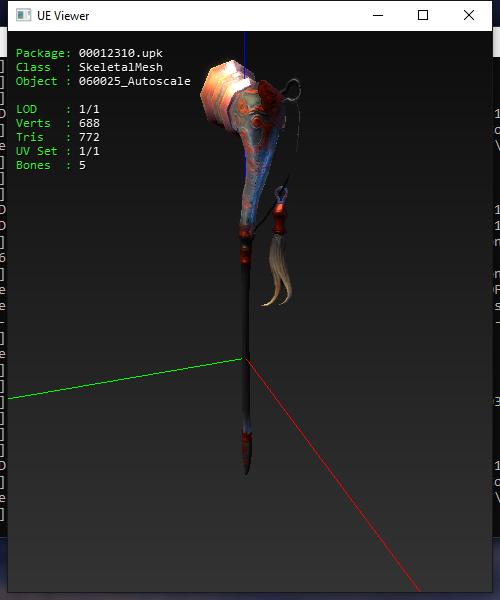 UE Viewer
Package: 00012310.upk
Class : SkeletalMesh
Object : 060025_Autoscale
LOD : 1/1
Verts : 688
Tris : 772
UV Set : 1/1
Bones : 5